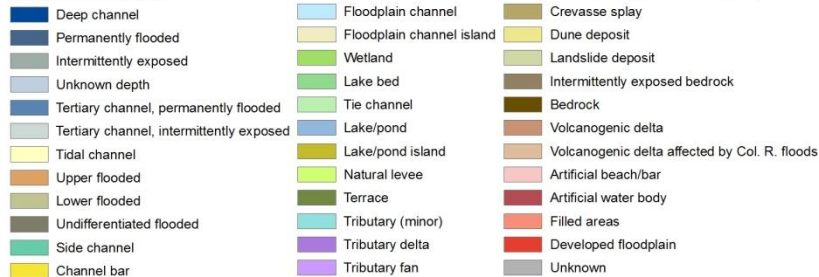 Deep channel
Permanently flooded
Intermittently exposed
Unknown depth
Tertiary channel, permanently flooded
Tertiary channel, intermittently exposed
Tidal channel
Upper flooded
Lower flooded
Undifferentiated flooded
Side channel
Channel bar
Floodplain channel
Floodplain channel island
Wetland
Lake bed
Tie channel
Lake/pond
Lake/pond island
Natural levee
Terrace
Tributary (minor)
Tributary delta
Tributary fan
Crevasse splay
Dune deposit
Landslide deposit
Intermittently exposed bedrock
Bedrock
Volcanogenic delta
Volcanogenic delta affected by Col. R. floods
Artificial beach/bar
Artificial water body
Filled areas
Developed floodplain
Unknown